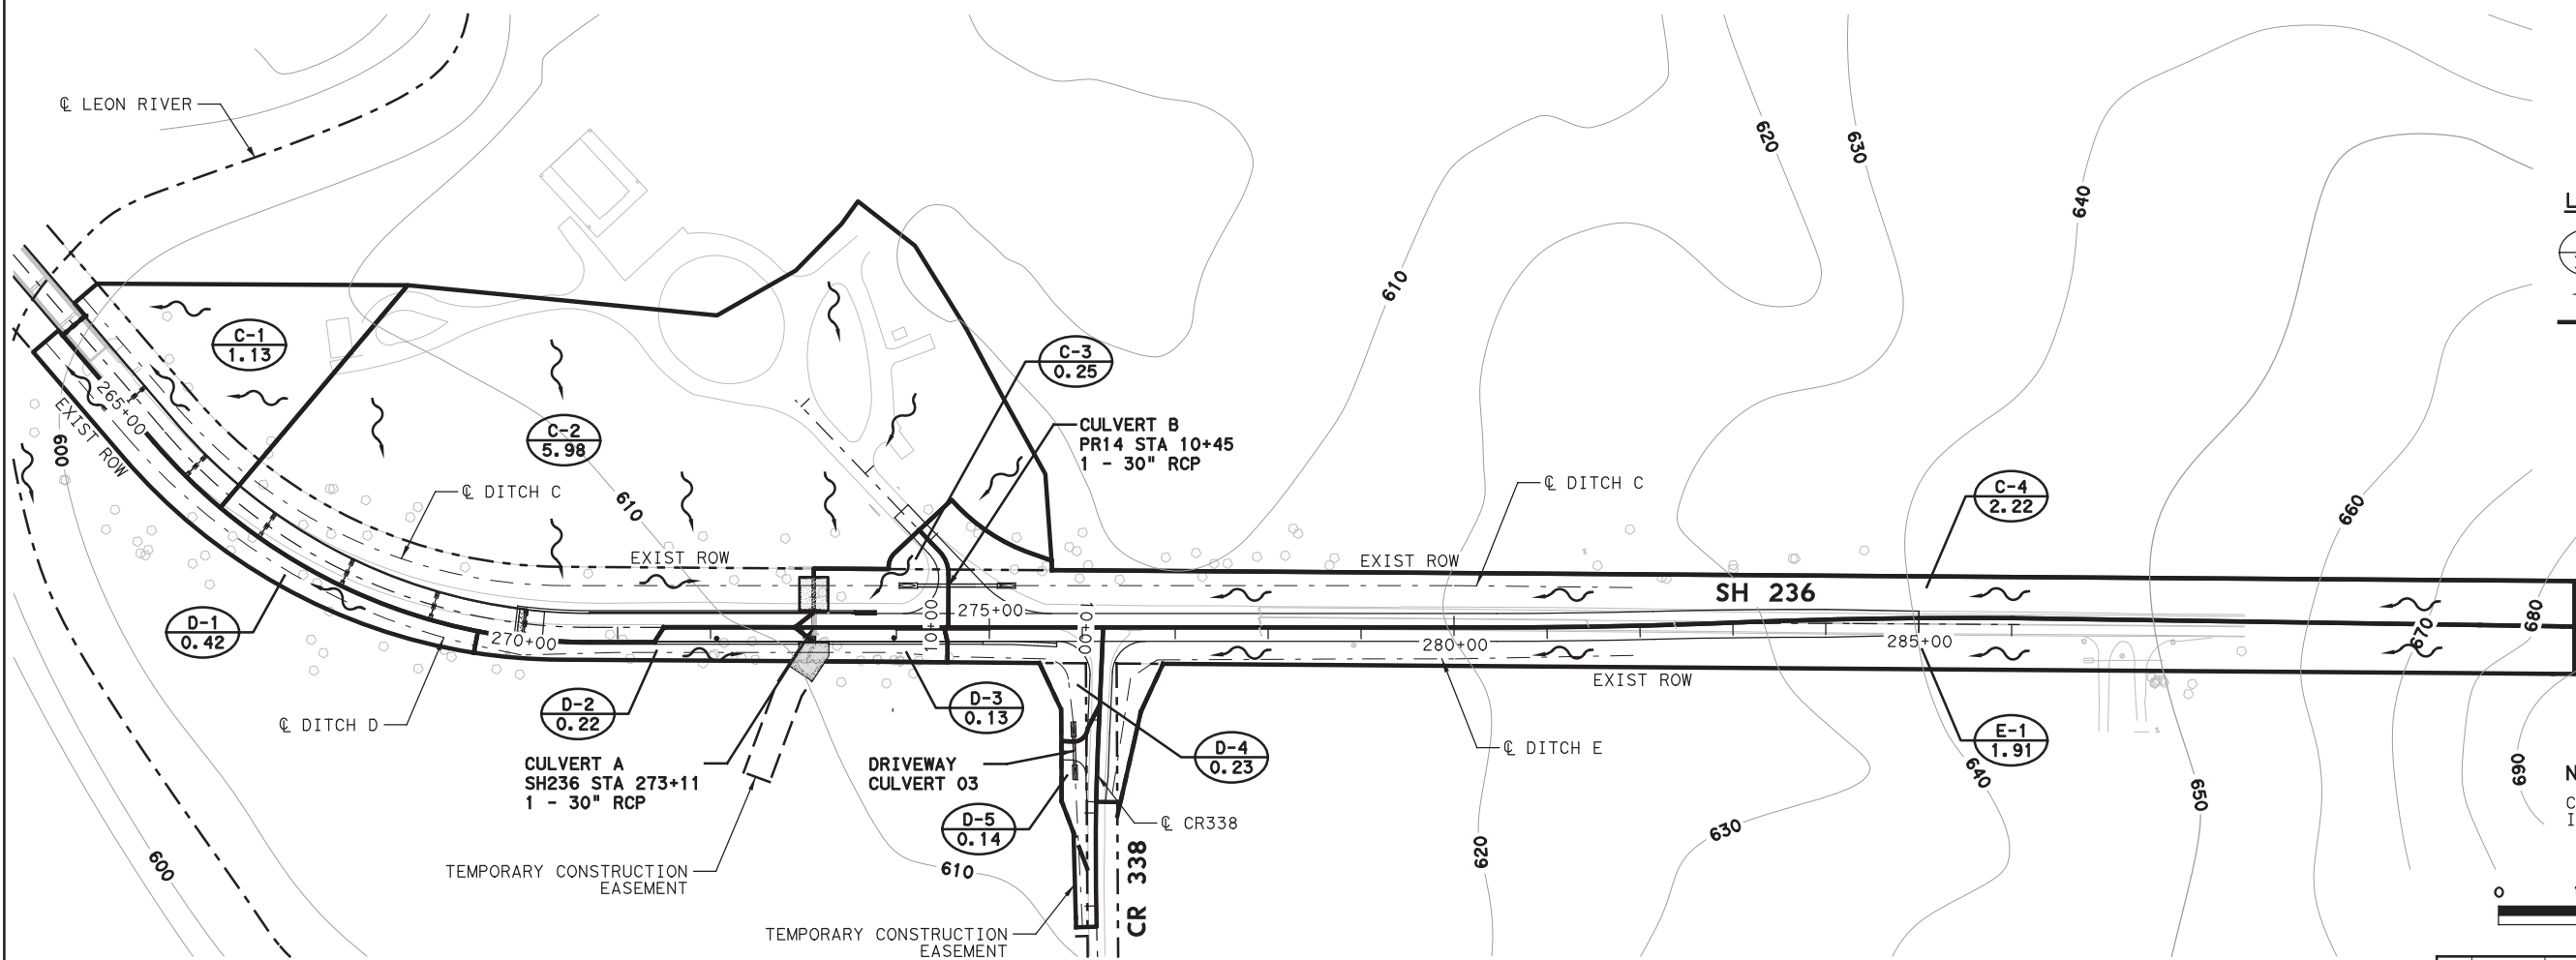 ℄ LEON RIVER
C-1
1.13
C-2
5.98
C-3
0.25
CULVERT B
PR14 STA 10+45
1 - 30" RCP
℄ DITCH C
℄ DITCH C
C-4
2.22
265+00
EXIST ROW
600
610
EXIST ROW
EXIST ROW
SH 236
610
620
630
640
660
670
680
10+00
275+00
10+00
270+00
280+00
285+00
EXIST ROW
D-1
0.42
℄ DITCH D
D-2
0.22
D-3
0.13
CULVERT A
SH236 STA 273+11
1 - 30" RCP
DRIVEWAY
CULVERT 03
D-4
0.23
D-5
0.14
℄ CR338
CR 338
℄ DITCH E
E-1
1.91
TEMPORARY CONSTRUCTION
EASEMENT
TEMPORARY CONSTRUCTION
EASEMENT
600
610
620
630
640
650
690
0